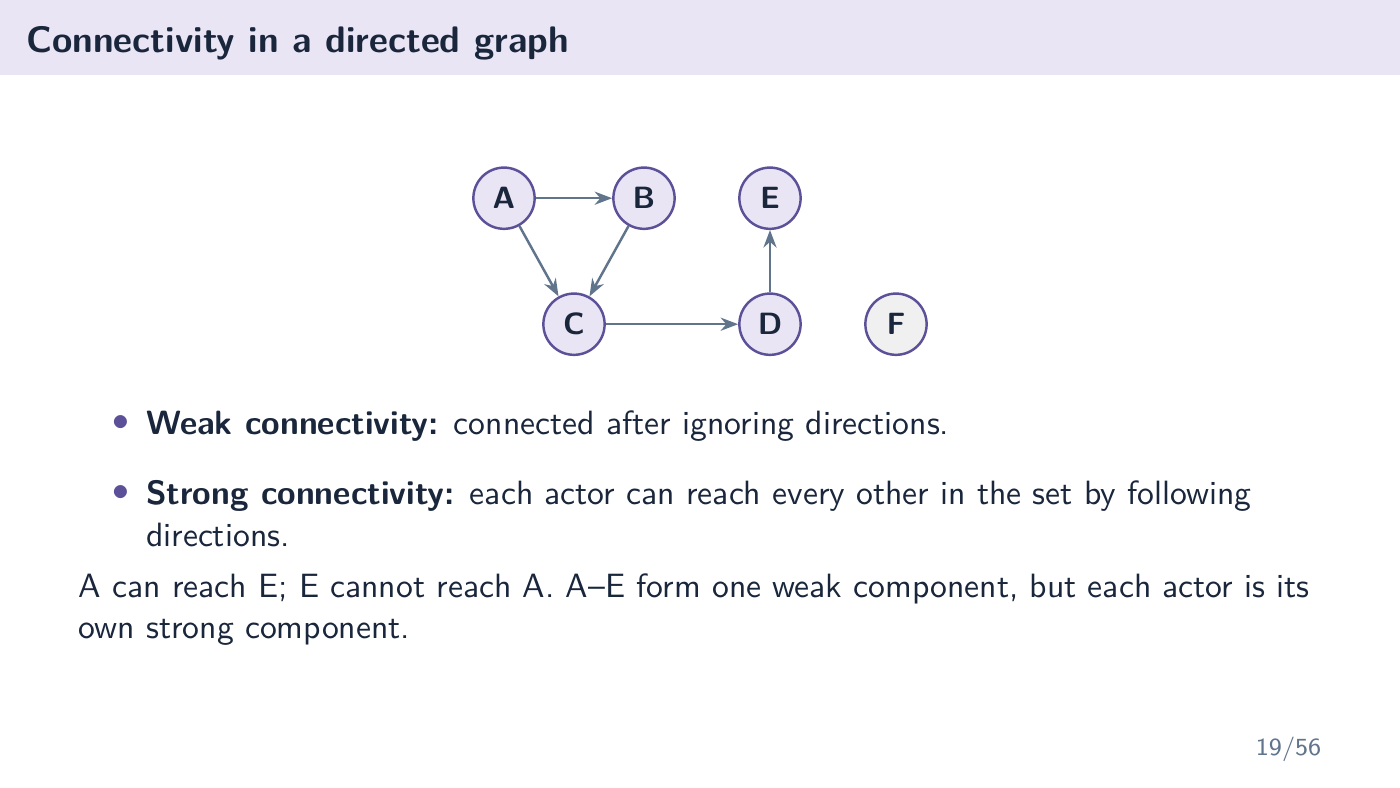 Connectivity in a directed graph
A
B
E
C
D
F
• Weak connectivity: connected after ignoring directions.
• Strong connectivity: each actor can reach every other in the set by following
directions.
A can reach E; E cannot reach A. A–E form one weak component, but each actor is its
own strong component.
19/56